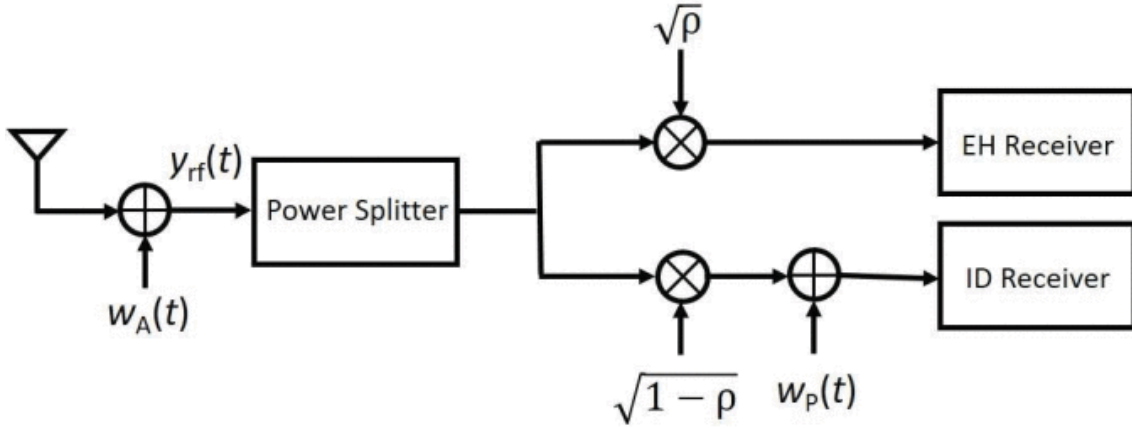 √ρ
y_rf(t)
EH Receiver
Power Splitter
w_A(t)
ID Receiver
√1 − ρ
w_P(t)